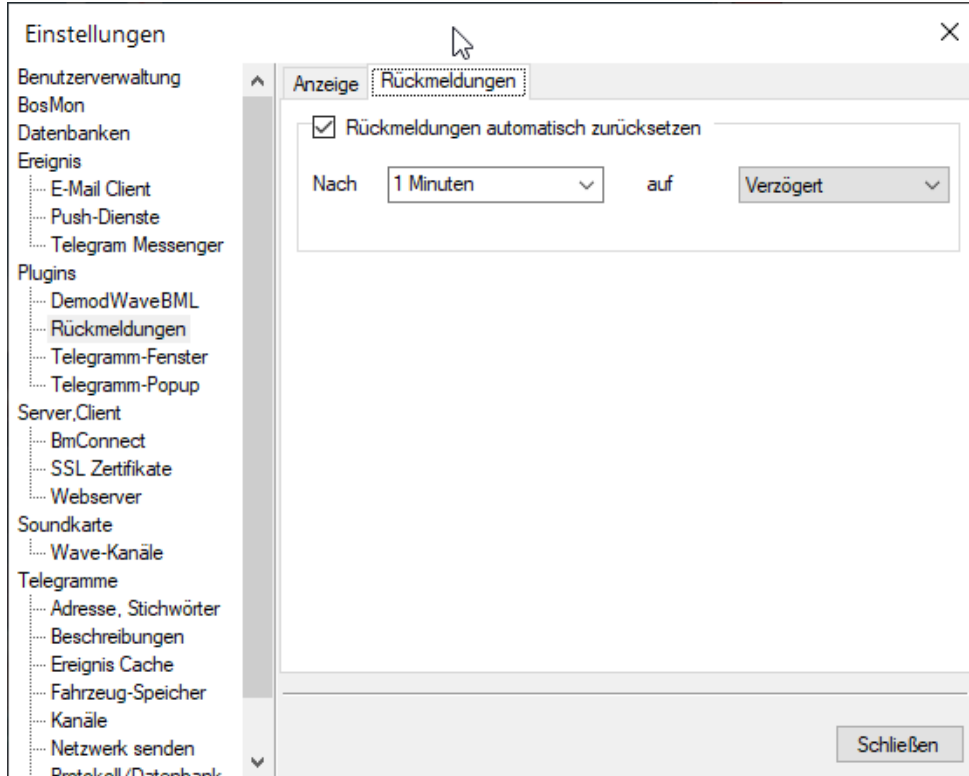 Einstellungen
Benutzerverwaltung
BosMon
Datenbanken
Ereignis
E-Mail Client
Push-Dienste
Telegram Messenger
Plugins
DemodWaveBML
Rückmeldungen
Telegramm-Fenster
Telegramm-Popup
Server,Client
BmConnect
SSL Zertifikate
Webserver
Soundkarte
Wave-Kanäle
Telegramme
Adresse, Stichwörter
Beschreibungen
Ereignis Cache
Fahrzeug-Speicher
Kanäle
Netzwerk senden
Protokoll/Datenbank
Anzeige Rückmeldungen
Rückmeldungen automatisch zurücksetzen
Nach 1 Minuten auf Verzögert
Schließen